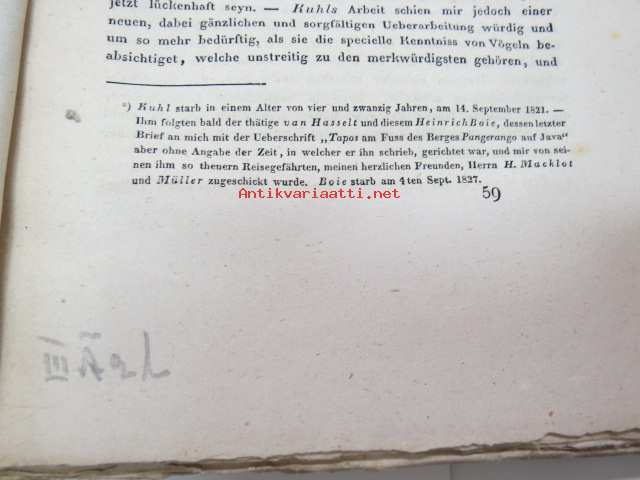 jetzt lückenhaft seyn. — Kuhls Arbeit schien mir jedoch einer
neuen, dabei gänzlichen und sorgfältigen Ueberarbeitung würdig und
um so mehr bedürftig, als sie die specielle Kenntniss von Vögeln be-
absichtiget, welche unstreitig zu den merkwürdigsten gehören, und
*) Kuhl starb in einem Alter von vier und zwanzig Jahren, am 14. September 1821. —
Ihm folgten bald der thätige van Hasselt und diesem Heinrich Boie, dessen letzter
Brief an mich mit der Ueberschrift „Tapos am Fuss des Berges Pangerango auf Java“
aber ohne Angabe der Zeit, in welcher er ihn schrieb, gerichtet war, und mir von sei-
nen ihm so theuern Reisegefährten, meinen herzlichen Freunden, Herrn H. Macklot
und Müller zugeschickt wurde. Boie starb am 4ten Sept. 1827.
Antikvariaatti.net
59
III